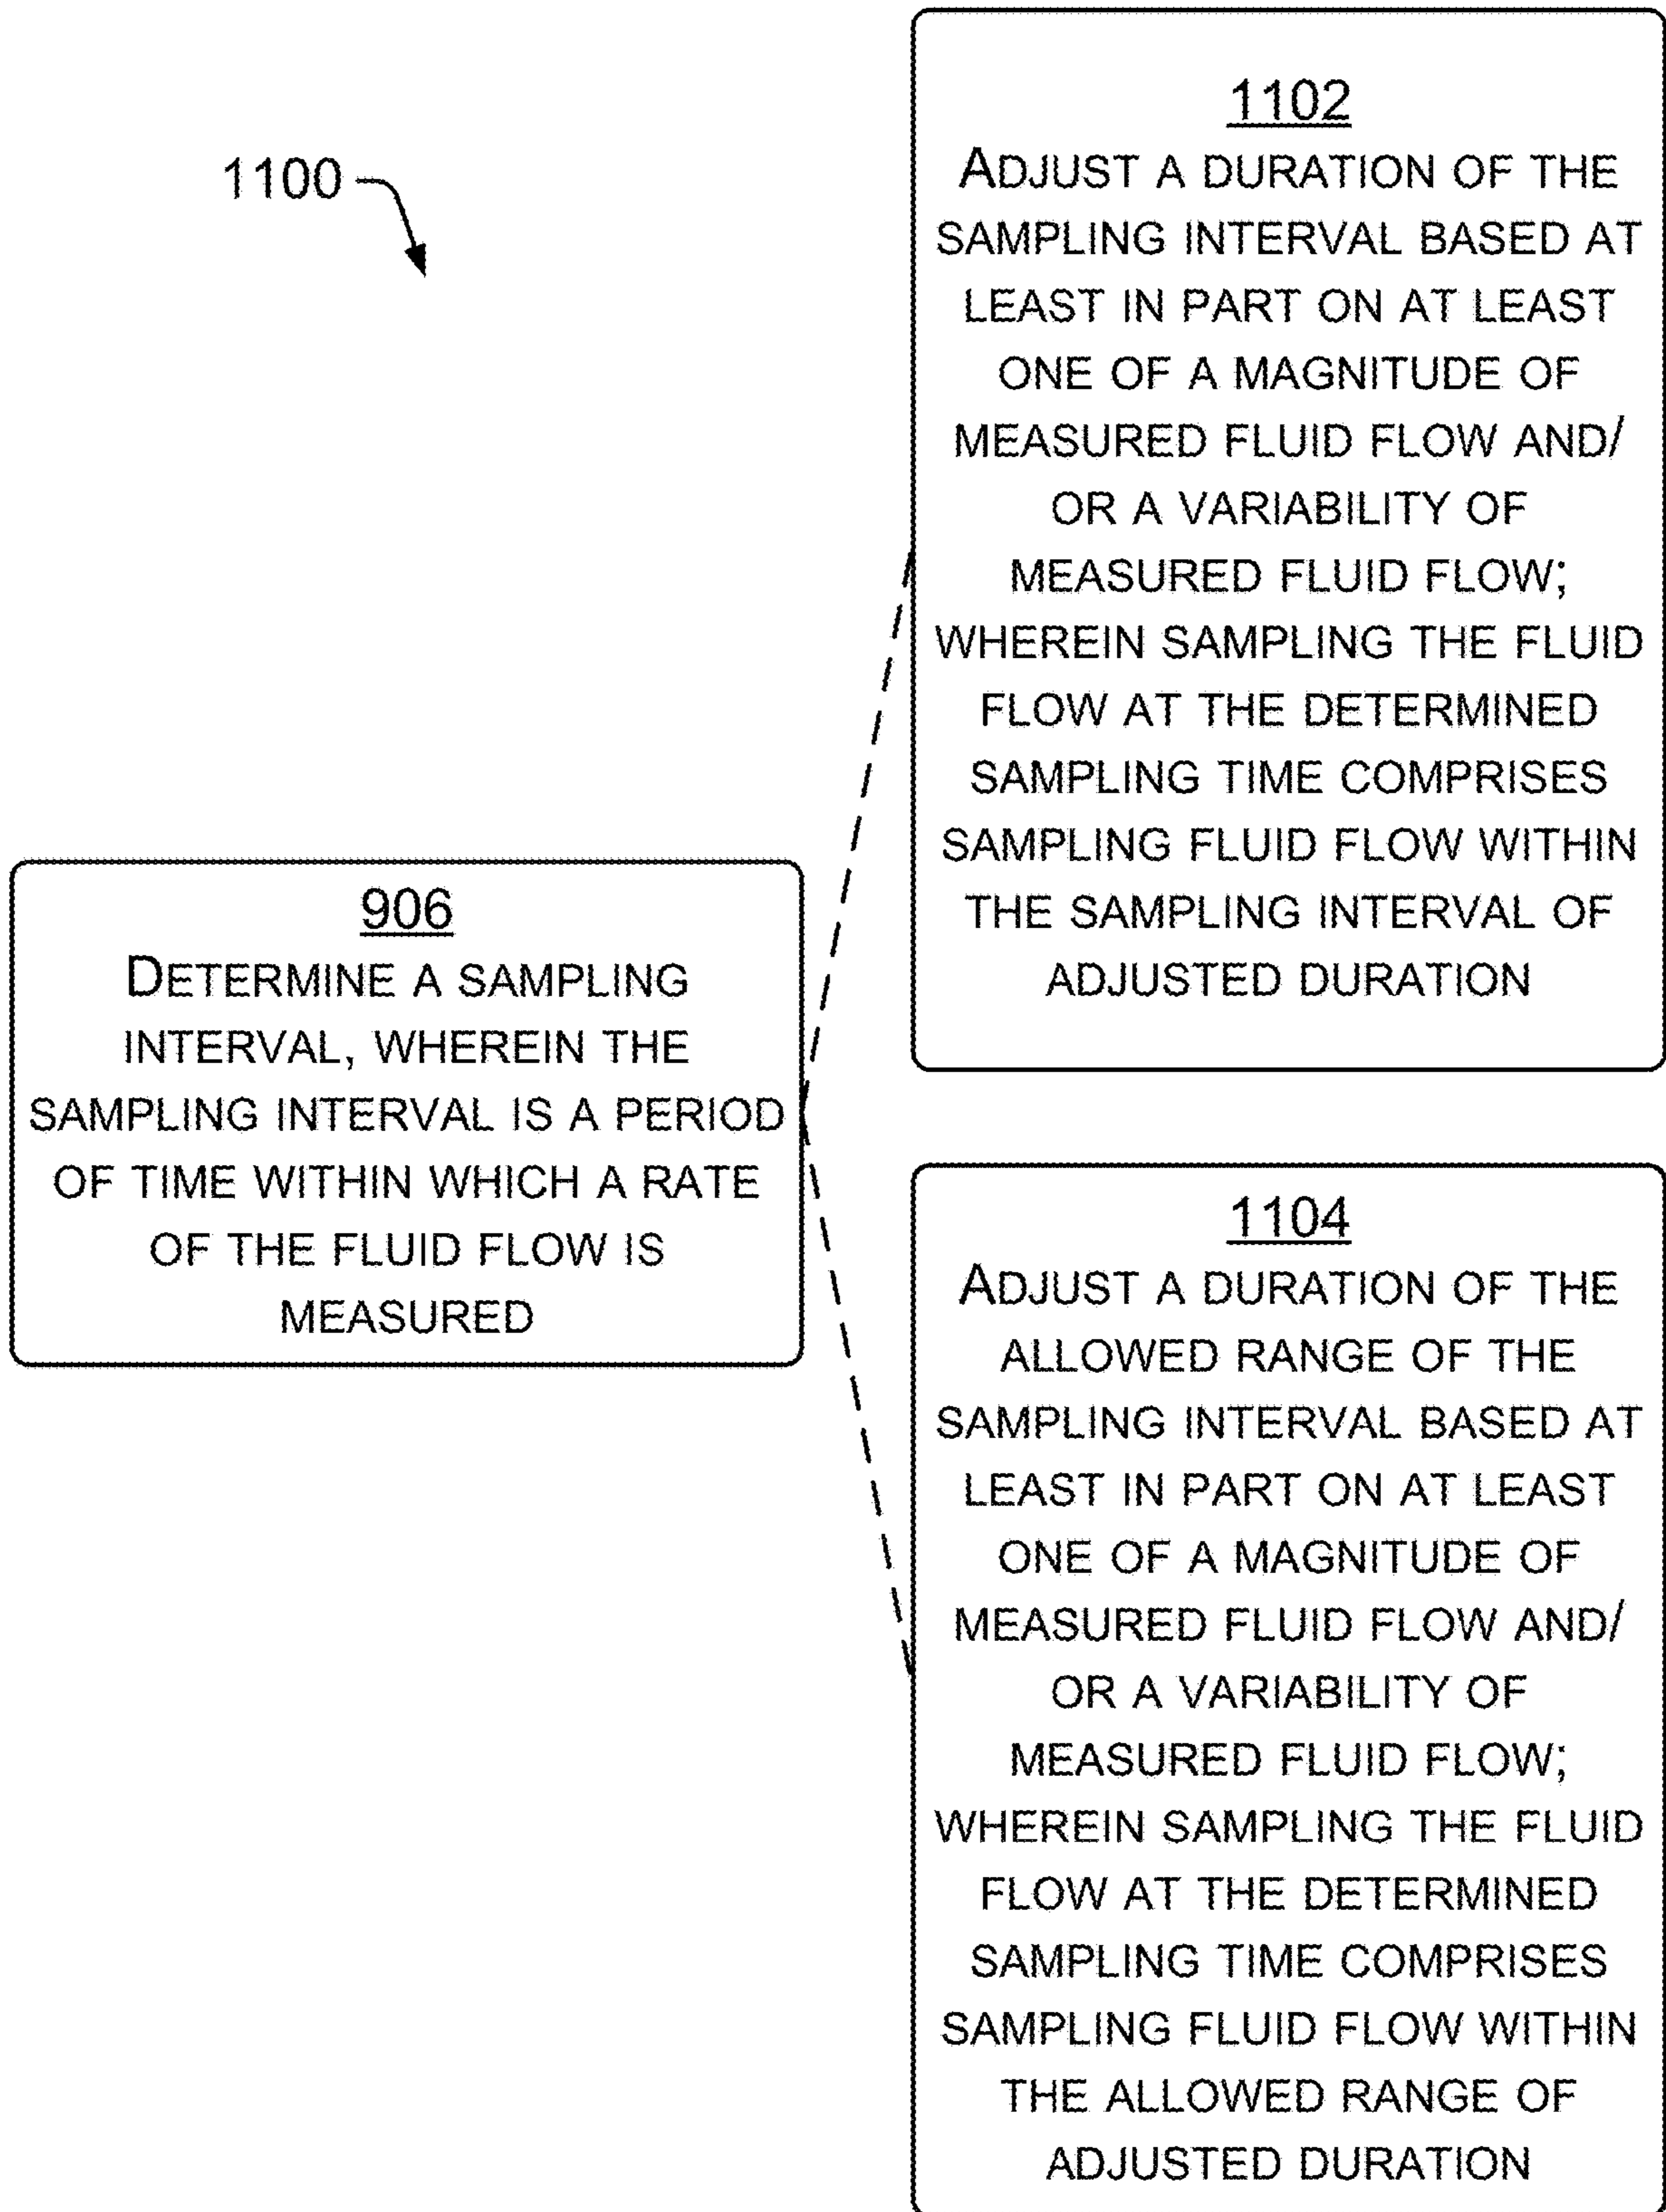 1100
906
DETERMINE A SAMPLING
INTERVAL, WHEREIN THE
SAMPLING INTERVAL IS A PERIOD
OF TIME WITHIN WHICH A RATE
OF THE FLUID FLOW IS
MEASURED
1102
ADJUST A DURATION OF THE
SAMPLING INTERVAL BASED AT
LEAST IN PART ON AT LEAST
ONE OF A MAGNITUDE OF
MEASURED FLUID FLOW AND/
OR A VARIABILITY OF
MEASURED FLUID FLOW;
WHEREIN SAMPLING THE FLUID
FLOW AT THE DETERMINED
SAMPLING TIME COMPRISES
SAMPLING FLUID FLOW WITHIN
THE SAMPLING INTERVAL OF
ADJUSTED DURATION
1104
ADJUST A DURATION OF THE
ALLOWED RANGE OF THE
SAMPLING INTERVAL BASED AT
LEAST IN PART ON AT LEAST
ONE OF A MAGNITUDE OF
MEASURED FLUID FLOW AND/
OR A VARIABILITY OF
MEASURED FLUID FLOW;
WHEREIN SAMPLING THE FLUID
FLOW AT THE DETERMINED
SAMPLING TIME COMPRISES
SAMPLING FLUID FLOW WITHIN
THE ALLOWED RANGE OF
ADJUSTED DURATION